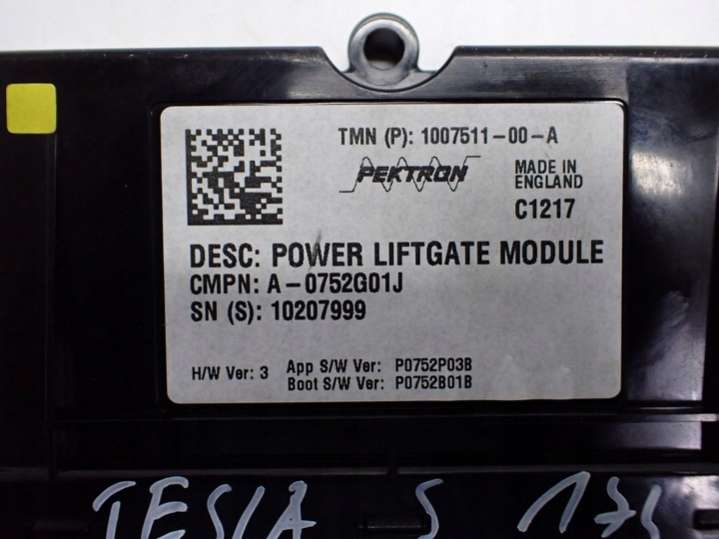 TMN (P): 1007511-00-A
PEKTRON
MADE IN
ENGLAND
C1217
DESC: POWER LIFTGATE MODULE
CMPN: A-0752G01J
SN (S): 10207999
H/W Ver: 3 App S/W Ver: P0752P03B
Boot S/W Ver: P0752B01B
TESLA S